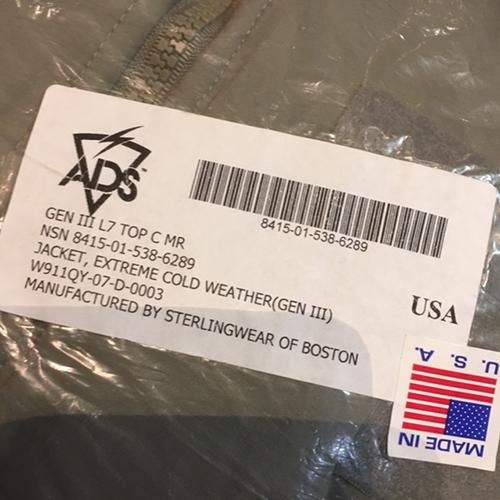 ADS™
8415-01-538-6289
GEN III L7 TOP C MR
NSN 8415-01-538-6289
JACKET, EXTREME COLD WEATHER(GEN III)
W911QY-07-D-0003
MANUFACTURED BY STERLINGWEAR OF BOSTON
USA
MADE IN
U. S. A.